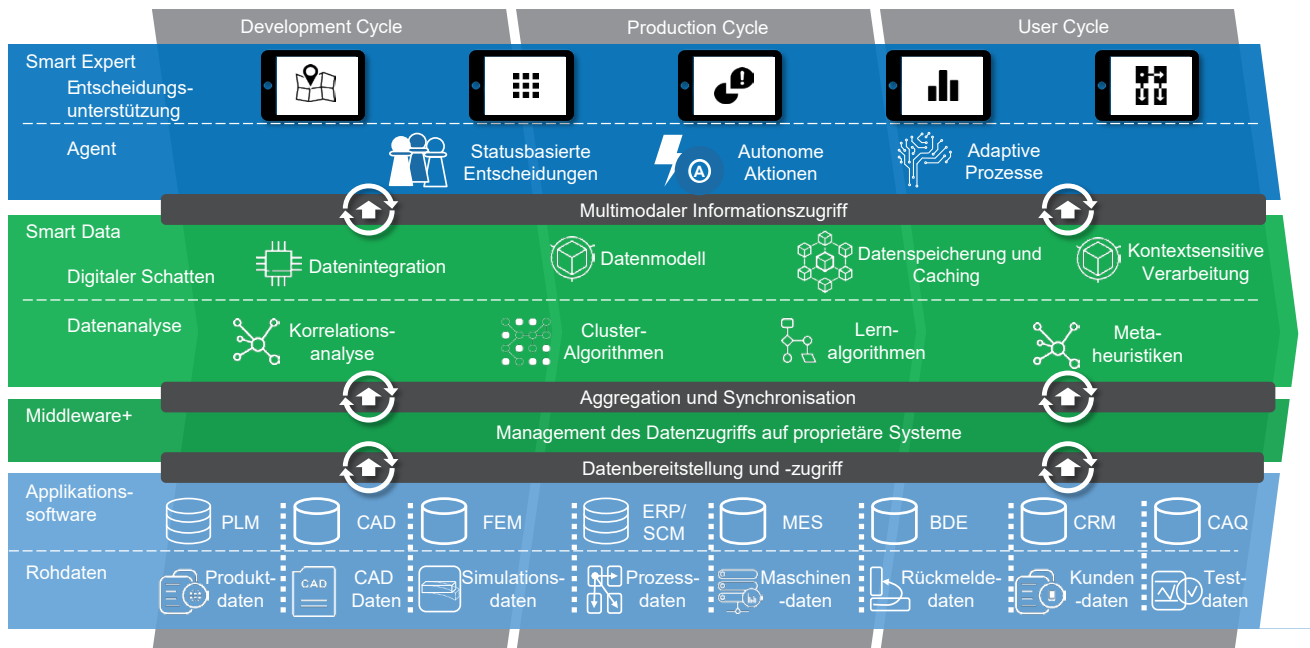 Development Cycle
Production Cycle
User Cycle
Smart Expert
Entscheidungs-
unterstützung
Agent
Statusbasierte
Entscheidungen
A
Autonome
Aktionen
Adaptive
Prozesse
Multimodaler Informationszugriff
Smart Data
Digitaler Schatten
Datenintegration
Datenmodell
Datenspeicherung und
Caching
Kontextsensitive
Verarbeitung
Datenanalyse
Korrelations-
analyse
Cluster-
Algorithmen
Lern-
algorithmen
Meta-
heuristiken
Aggregation und Synchronisation
Middleware+
Management des Datenzugriffs auf proprietäre Systeme
Datenbereitstellung und -zugriff
Applikations-
software
PLM
CAD
FEM
ERP/
SCM
MES
BDE
CRM
CAQ
Rohdaten
Produkt-
daten
CAD
CAD
Daten
Simulations-
daten
Prozess-
daten
Maschinen
-daten
Rückmelde-
daten
Kunden
-daten
Test-
daten